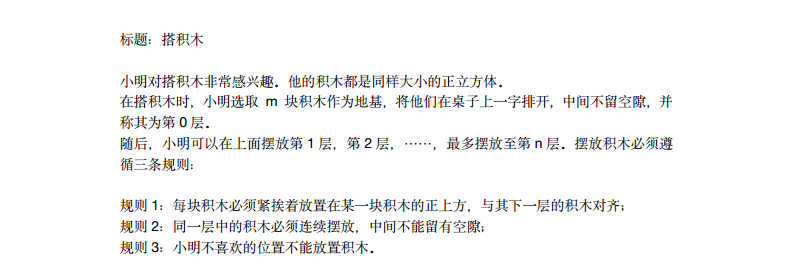 标题：搭积木
小明对搭积木非常感兴趣．他的积木都是同样大小的正立方体．
在搭积木时，小明选取 m 块积木作为地基，将他们在桌子上一字排开，中间不留空隙，并
称其为第 0 层．
随后，小明可以在上面摆放第 1 层，第 2 层，……，最多摆放至第 n 层．摆放积木必须遵
循三条规则：
规则 1：每块积木必须紧挨着放置在某一块积木的正上方，与其下一层的积木对齐；
规则 2：同一层中的积木必须连续摆放，中间不能留有空隙；
规则 3：小明不喜欢的位置不能放置积木．